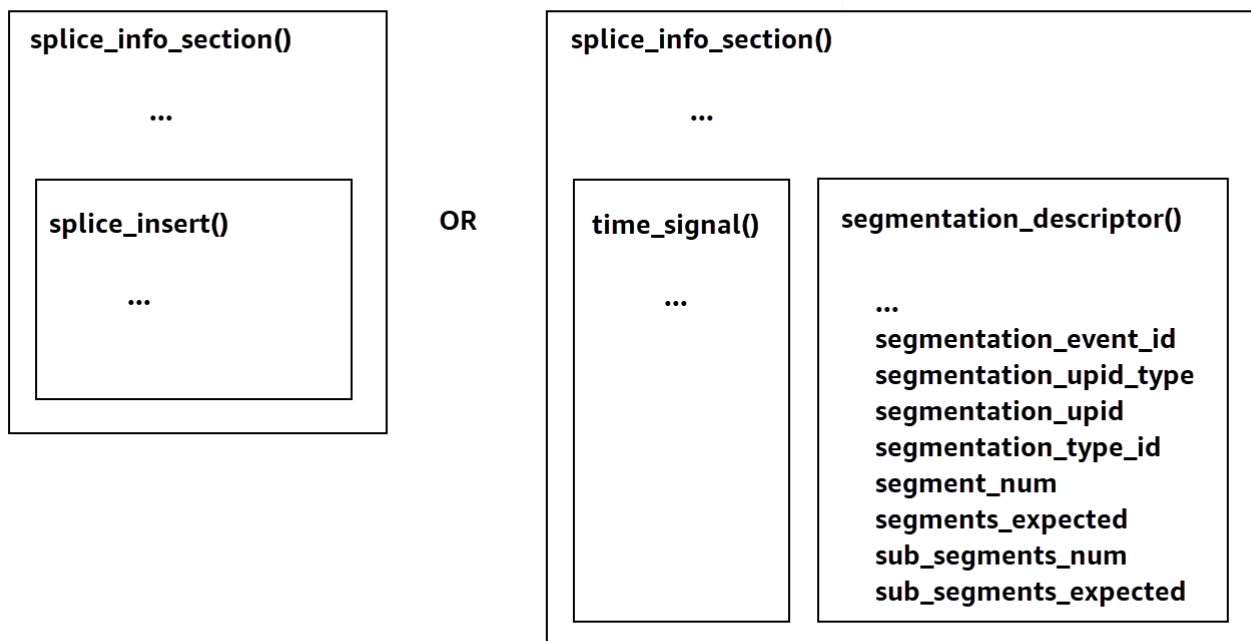 splice_info_section()
...
splice_insert()
...
OR
splice_info_section()
...
time_signal()
...
segmentation_descriptor()
...
segmentation_event_id
segmentation_upid_type
segmentation_upid
segmentation_type_id
segment_num
segments_expected
sub_segments_num
sub_segments_expected